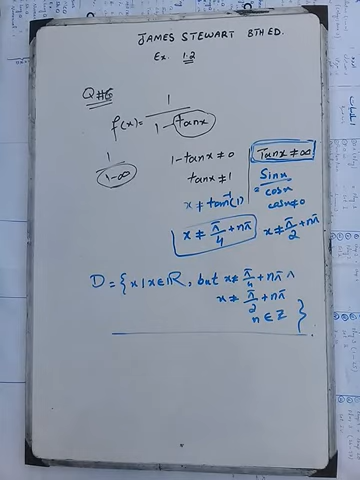 JAMES STEWART 8TH ED.
Ex. 1.2
Q#6
f(x)= 1 / 1 - tanx
1 / 1-∞
1-tanx ≠ 0
tanx ≠ 1
x ≠ tan⁻¹(1)
x ≠ π/4 + nπ
Tanx ≠ ∞
= Sinx / cosx
cosx ≠ 0
x ≠ π/2 + nπ
D = { x | x ∈ ℝ, but x ≠ π/4 + nπ ∧
x ≠ π/2 + nπ
n ∈ Z }